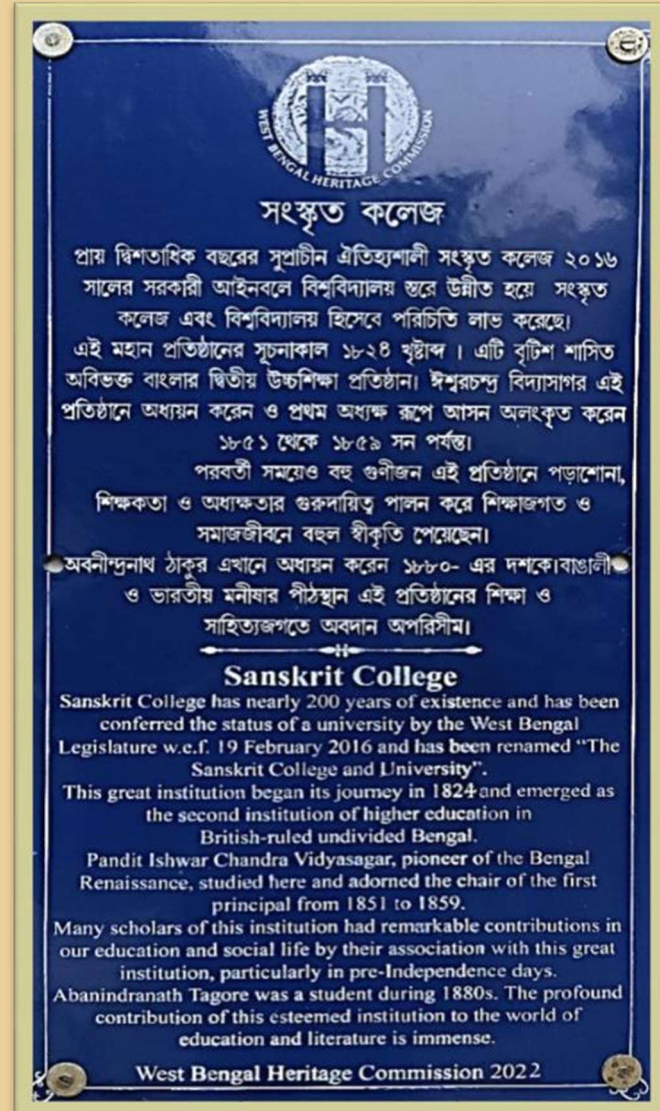 WEST BENGAL HERITAGE COMMISSION
সংস্কৃত কলেজ
প্রায় দ্বিশতাধিক বছরের সুপ্রাচীন ঐতিহ্যশালী সংস্কৃত কলেজ ২০১৬
সালের সরকারী আইনবলে বিশ্ববিদ্যালয় স্তরে উন্নীত হয়ে সংস্কৃত
কলেজ এবং বিশ্ববিদ্যালয় হিসেবে পরিচিতি লাভ করেছে।
এই মহান প্রতিষ্ঠানের সূচনাকাল ১৮২৪ খৃষ্টাব্দ । এটি বৃটিশ শাসিত
অবিভক্ত বাংলার দ্বিতীয় উচ্চশিক্ষা প্রতিষ্ঠান। ঈশ্বরচন্দ্র বিদ্যাসাগর এই
প্রতিষ্ঠানে অধ্যয়ন করেন ও প্রথম অধ্যক্ষ রূপে আসন অলংকৃত করেন
১৮৫১ থেকে ১৮৫৯ সন পর্যন্ত।
পরবর্তী সময়েও বহু গুণীজন এই প্রতিষ্ঠানে পড়াশোনা,
শিক্ষকতা ও অধ্যক্ষতার গুরুদায়িত্ব পালন করে শিক্ষাজগত ও
সমাজজীবনে বহুল স্বীকৃতি পেয়েছেন।
অবনীন্দ্রনাথ ঠাকুর এখানে অধ্যয়ন করেন ১৮৮০- এর দশকে।বাঙালী
ও ভারতীয় মনীষার পীঠস্থান এই প্রতিষ্ঠানের শিক্ষা ও
সাহিত্যজগতে অবদান অপরিসীম।
Sanskrit College
Sanskrit College has nearly 200 years of existence and has been
conferred the status of a university by the West Bengal
Legislature w.e.f. 19 February 2016 and has been renamed “The
Sanskrit College and University”.
This great institution began its journey in 1824 and emerged as
the second institution of higher education in
British-ruled undivided Bengal.
Pandit Ishwar Chandra Vidyasagar, pioneer of the Bengal
Renaissance, studied here and adorned the chair of the first
principal from 1851 to 1859.
Many scholars of this institution had remarkable contributions in
our education and social life by their association with this great
institution, particularly in pre-Independence days.
Abanindranath Tagore was a student during 1880s. The profound
contribution of this esteemed institution to the world of
education and literature is immense.
West Bengal Heritage Commission 2022